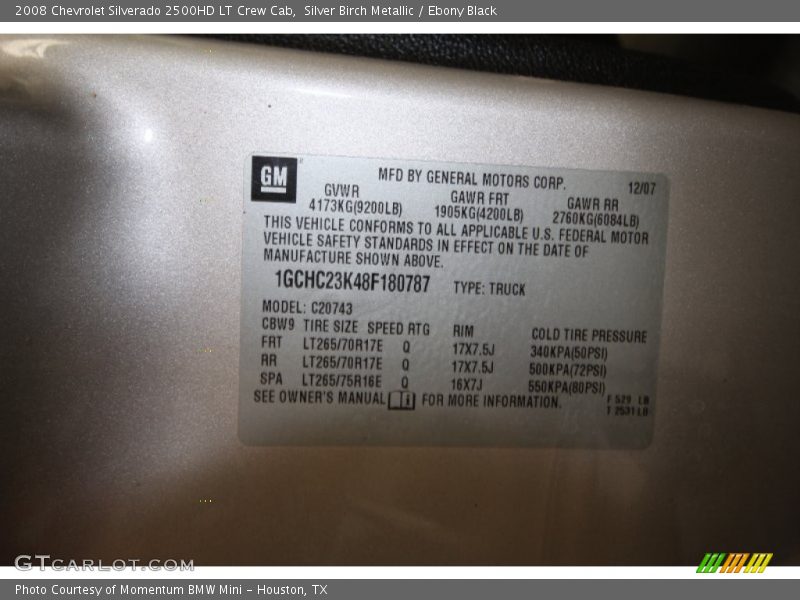 2008 Chevrolet Silverado 2500HD LT Crew Cab,  Silver Birch Metallic / Ebony Black
GM
MFD BY GENERAL MOTORS CORP. 12/07
GVWR GAWR FRT GAWR RR
4173KG(9200LB) 1905KG(4200LB) 2760KG(6084LB)
THIS VEHICLE CONFORMS TO ALL APPLICABLE U.S. FEDERAL MOTOR
VEHICLE SAFETY STANDARDS IN EFFECT ON THE DATE OF
MANUFACTURE SHOWN ABOVE.
1GCHC23K48F180787 TYPE: TRUCK
MODEL: C20743
CBW9 TIRE SIZE SPEED RTG RIM COLD TIRE PRESSURE
FRT LT265/70R17E Q 17X7.5J 340KPA(50PSI)
RR LT265/70R17E Q 17X7.5J 500KPA(72PSI)
SPA LT265/75R16E Q 16X7J 550KPA(80PSI)
SEE OWNER'S MANUAL FOR MORE INFORMATION. F 529 LB
T 2531LB
GTCARLOT.COM
Photo Courtesy of Momentum BMW Mini - Houston, TX